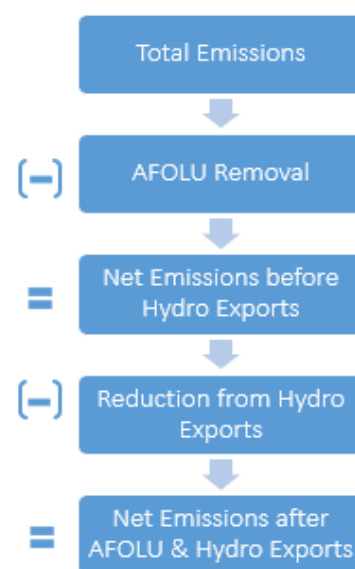 Total Emissions
(-)
AFOLU Removal
=
Net Emissions before
Hydro Exports
(-)
Reduction from Hydro
Exports
=
Net Emissions after
AFOLU & Hydro Exports